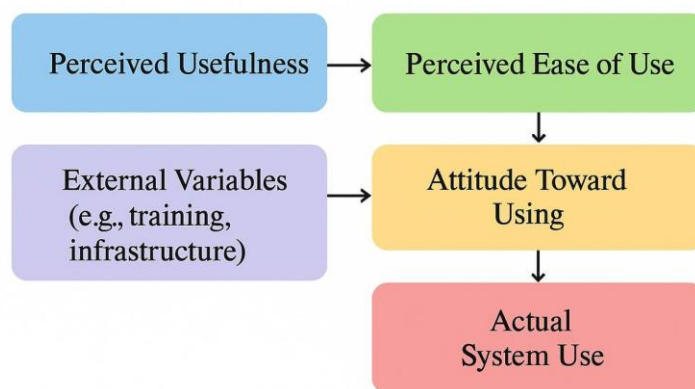 Perceived Usefulness
Perceived Ease of Use
External Variables
(e.g., training,
infrastructure)
Attitude Toward
Using
Actual
System Use